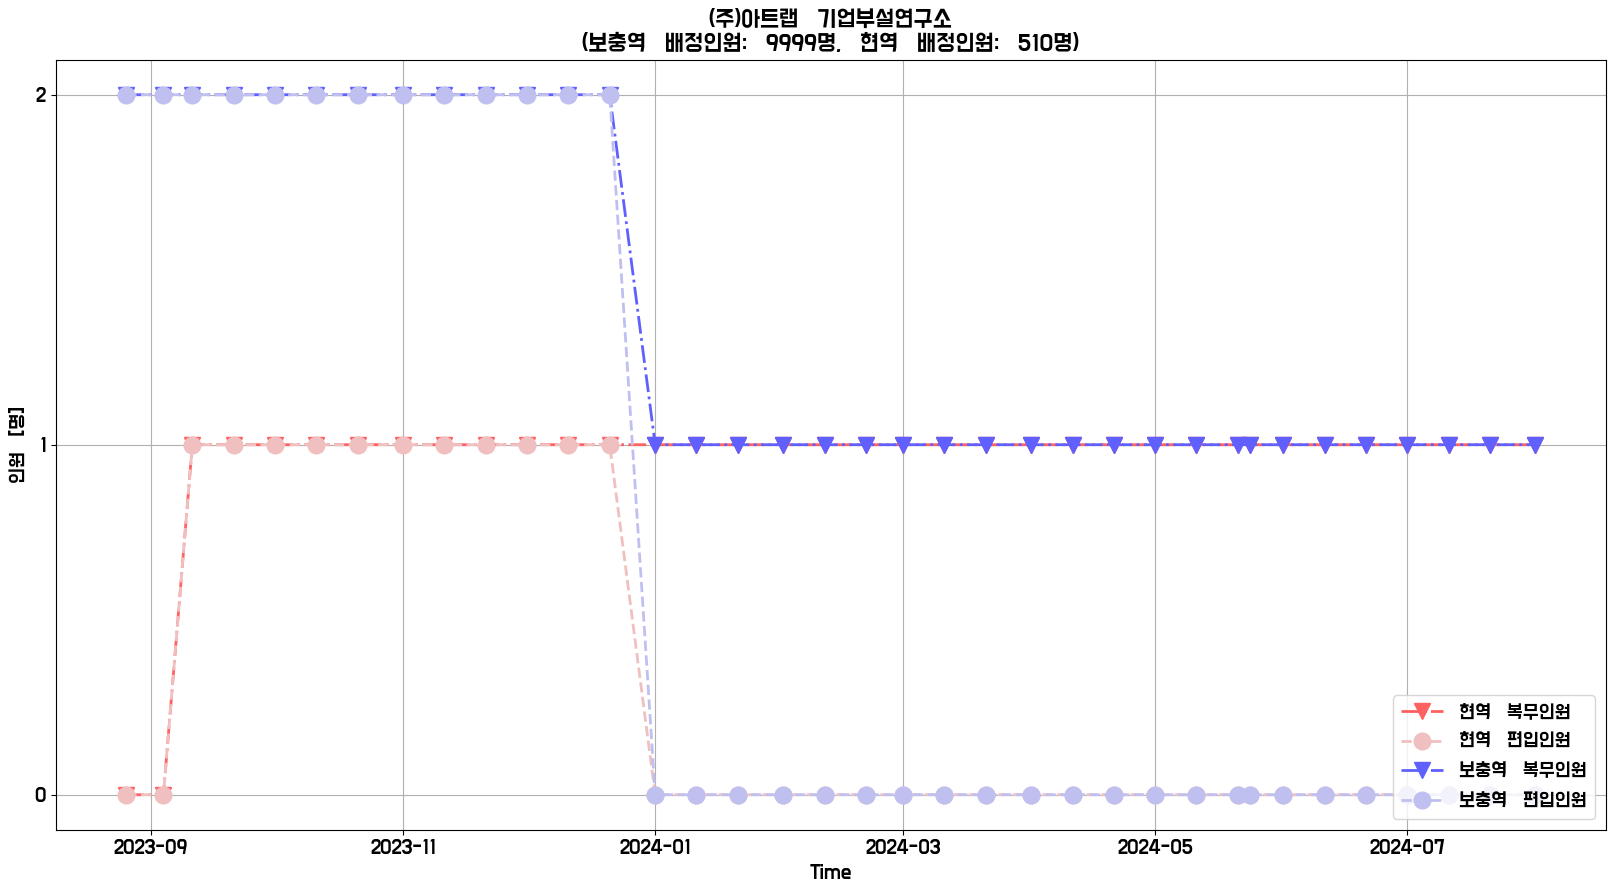 (주)아트랩 기업부설연구소
(보충역 배정인원: 9999명, 현역 배정인원: 510명)
2
1
0
인원 [명]
2023-09
2023-11
2024-01
2024-03
2024-05
2024-07
Time
현역 복무인원
현역 편입인원
보충역 복무인원
보충역 편입인원